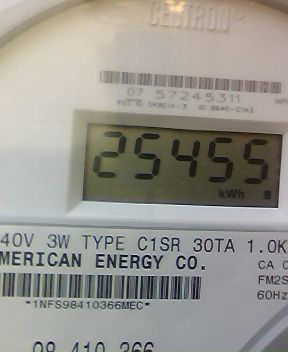 CENTRON®
07 57245311
25455
kWh
40V 3W TYPE C1SR 30TA 1.0K
MERICAN ENERGY CO.
CA 0
FM2S
60Hz
*1NFS98410366MEC*
98 410 366